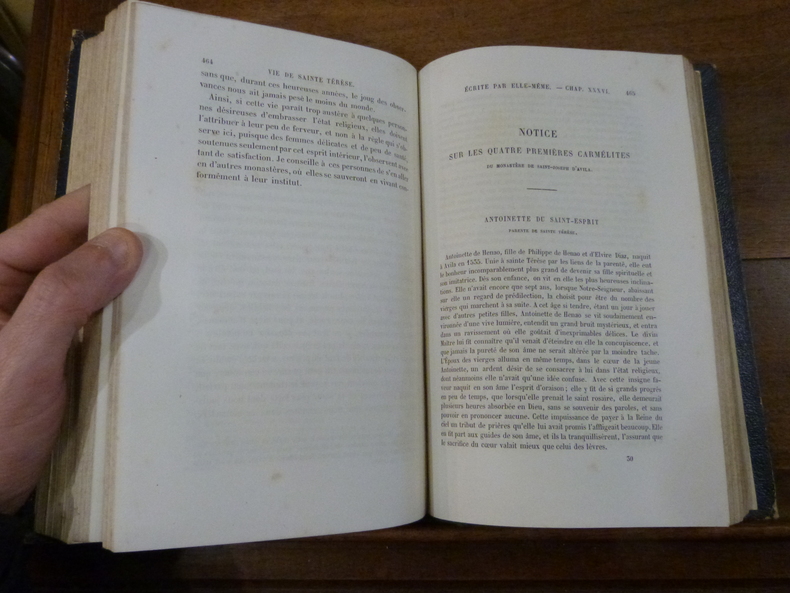 464
VIE DE SAINTE TÉRÈSE.
sans que, durant ces heureuses années, le joug des obser-
vances nous ait jamais pesé le moins du monde.
Ainsi, si cette vie paraît trop austère à quelques person-
nes désireuses d'embrasser l'état religieux, elles doivent
l'attribuer à leur peu de ferveur, et non à la règle qui s'ob-
serve ici, puisque des femmes délicates et de peu de santé,
soutenues seulement par cet esprit intérieur, l'observent avec
tant de satisfaction. Je conseille à ces personnes de s'en aller
en d'autres monastères, où elles se sauveront en vivant con-
formément à leur institut.
ÉCRITE PAR ELLE-MÊME. — CHAP. XXXVI.
465
NOTICE
SUR LES QUATRE PREMIÈRES CARMÉLITES
DU MONASTÈRE DE SAINT-JOSEPH D'AVILA.
ANTOINETTE DU SAINT-ESPRIT
PARENTE DE SAINTE TÉRÈSE.
Antoinette de Henao, fille de Philippe de Henao et d'Elvire Diaz, naquit
à Avila en 1535. Unie à sainte Térèse par les liens de la parenté, elle eut
le bonheur incomparablement plus grand de devenir sa fille spirituelle et
son imitatrice. Dès son enfance, on vit en elle les plus heureuses inclina-
tions. Elle n'avait encore que sept ans, lorsque Notre-Seigneur, abaissant
sur elle un regard de prédilection, la choisit pour être du nombre des
vierges qui marchent à sa suite. A cet âge si tendre, étant un jour à jouer
avec d'autres petites filles, Antoinette de Henao se vit soudainement en-
vironnée d'une vive lumière, entendit un grand bruit mystérieux, et entra
dans un ravissement où elle goûtait d'inexprimables délices. Le divin
Maître lui fit connaître qu'il venait d'éteindre en elle la concupiscence, et
que jamais la pureté de son âme ne serait altérée par la moindre tache.
L'Époux des vierges alluma en même temps, dans le cœur de la jeune
Antoinette, un ardent désir de se consacrer à lui dans l'état religieux,
dont néanmoins elle n'avait qu'une idée confuse. Avec cette insigne fa-
veur naquit en son âme l'esprit d'oraison; elle y fit de si grands progrès
en peu de temps, que lorsqu'elle prenait le saint rosaire, elle demeurait
plusieurs heures absorbée en Dieu, sans se souvenir des paroles, et sans
pouvoir en prononcer aucune. Cette impuissance de payer à la Reine du
ciel un tribut de prières qu'elle lui avait promis l'affligeait beaucoup. Elle
en fit part aux guides de son âme, et ils la tranquillisèrent, l'assurant que
le sacrifice du cœur valait mieux que celui des lèvres.
30